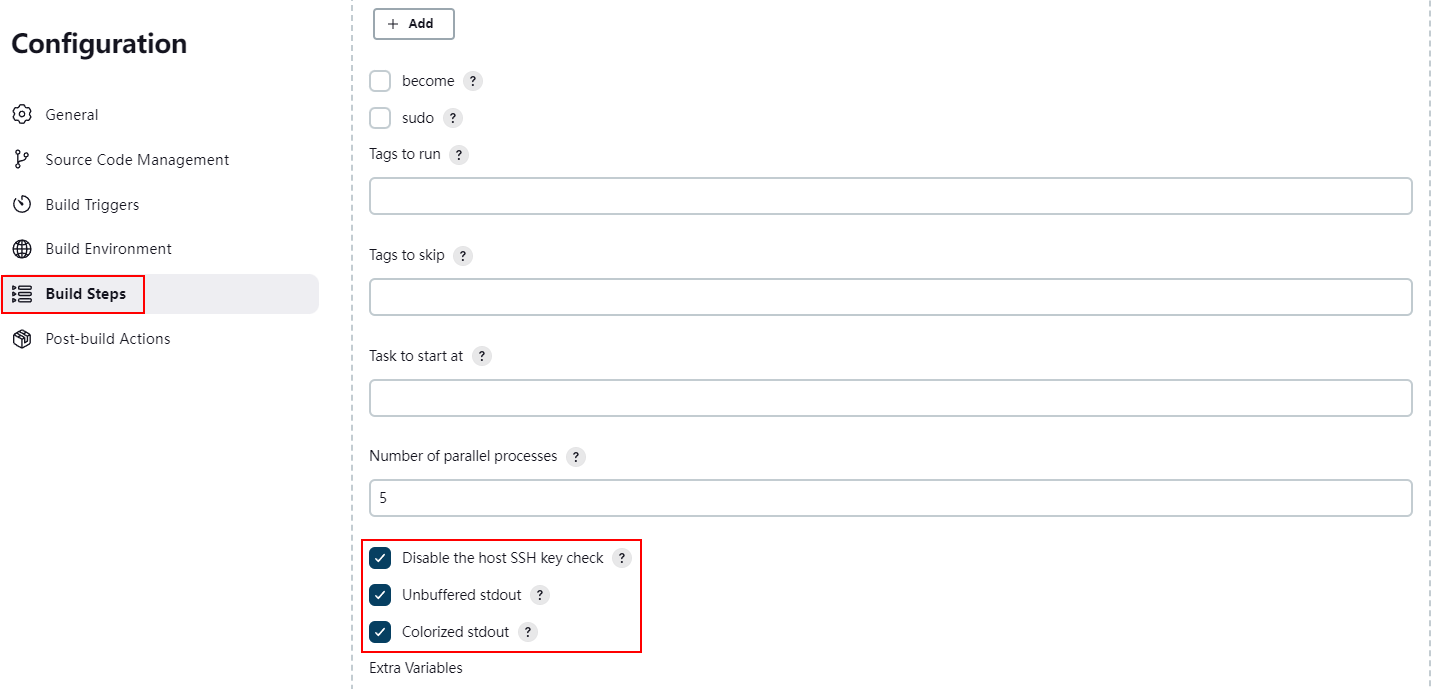 Configuration
General
Source Code Management
Build Triggers
Build Environment
Build Steps
Post-build Actions
+ Add
become ?
sudo ?
Tags to run ?
Tags to skip ?
Task to start at ?
Number of parallel processes ?
5
Disable the host SSH key check ?
Unbuffered stdout ?
Colorized stdout ?
Extra Variables